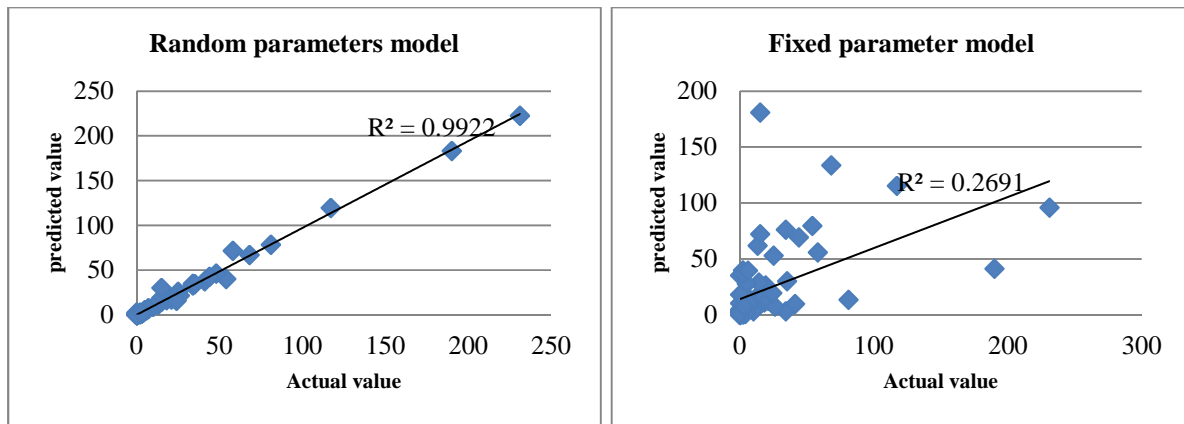 Random parameters model
250
200
150
100
50
0
R² = 0.9922
0 50 100 150 200 250
predicted value
Actual value
Fixed parameter model
200
150
100
50
0
R² = 0.2691
0 100 200 300
predicted value
Actual value